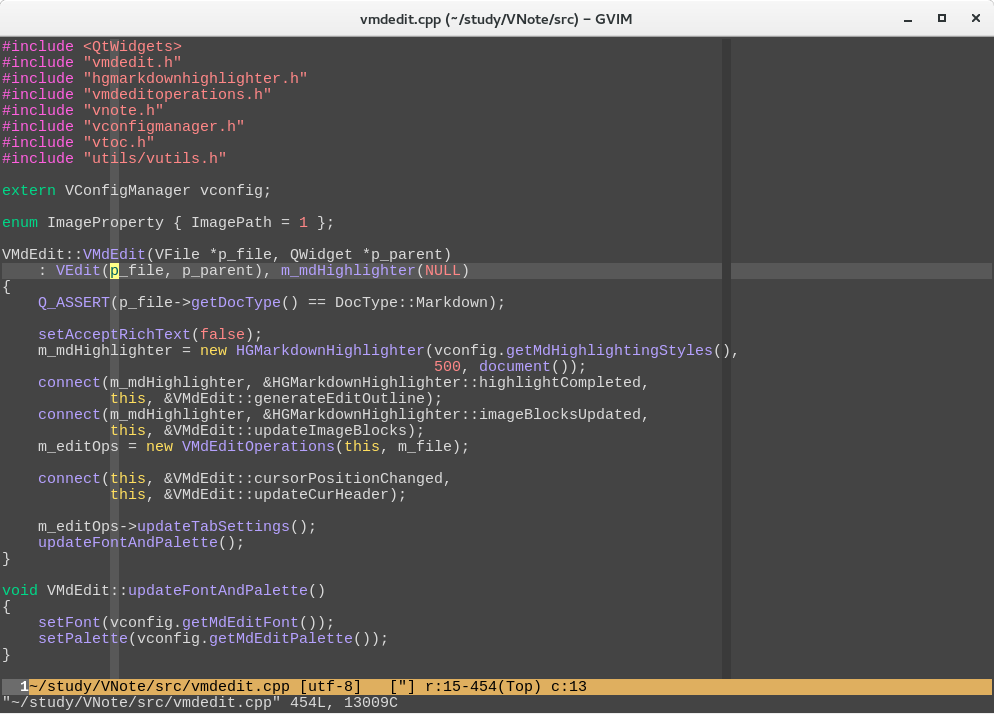 vmdedit.cpp (~/study/VNote/src) – GVIM
#include <QtWidgets>
#include "vmdedit.h"
#include "hgmarkdownhighlighter.h"
#include "vmdeditoperations.h"
#include "vnote.h"
#include "vconfigmanager.h"
#include "vtoc.h"
#include "utils/vutils.h"

extern VConfigManager vconfig;

enum ImageProperty { ImagePath = 1 };

VMdEdit::VMdEdit(VFile *p_file, QWidget *p_parent)
    : VEdit(p_file, p_parent), m_mdHighlighter(NULL)
{
    Q_ASSERT(p_file->getDocType() == DocType::Markdown);

    setAcceptRichText(false);
    m_mdHighlighter = new HGMarkdownHighlighter(vconfig.getMdHighlightingStyles(),
                                                500, document());
    connect(m_mdHighlighter, &HGMarkdownHighlighter::highlightCompleted,
            this, &VMdEdit::generateEditOutline);
    connect(m_mdHighlighter, &HGMarkdownHighlighter::imageBlocksUpdated,
            this, &VMdEdit::updateImageBlocks);
    m_editOps = new VMdEditOperations(this, m_file);

    connect(this, &VMdEdit::cursorPositionChanged,
            this, &VMdEdit::updateCurHeader);

    m_editOps->updateTabSettings();
    updateFontAndPalette();
}

void VMdEdit::updateFontAndPalette()
{
    setFont(vconfig.getMdEditFont());
    setPalette(vconfig.getMdEditPalette());
}
1~/study/VNote/src/vmdedit.cpp [utf-8]   ["] r:15-454(Top) c:13
"~/study/VNote/src/vmdedit.cpp" 454L, 13009C